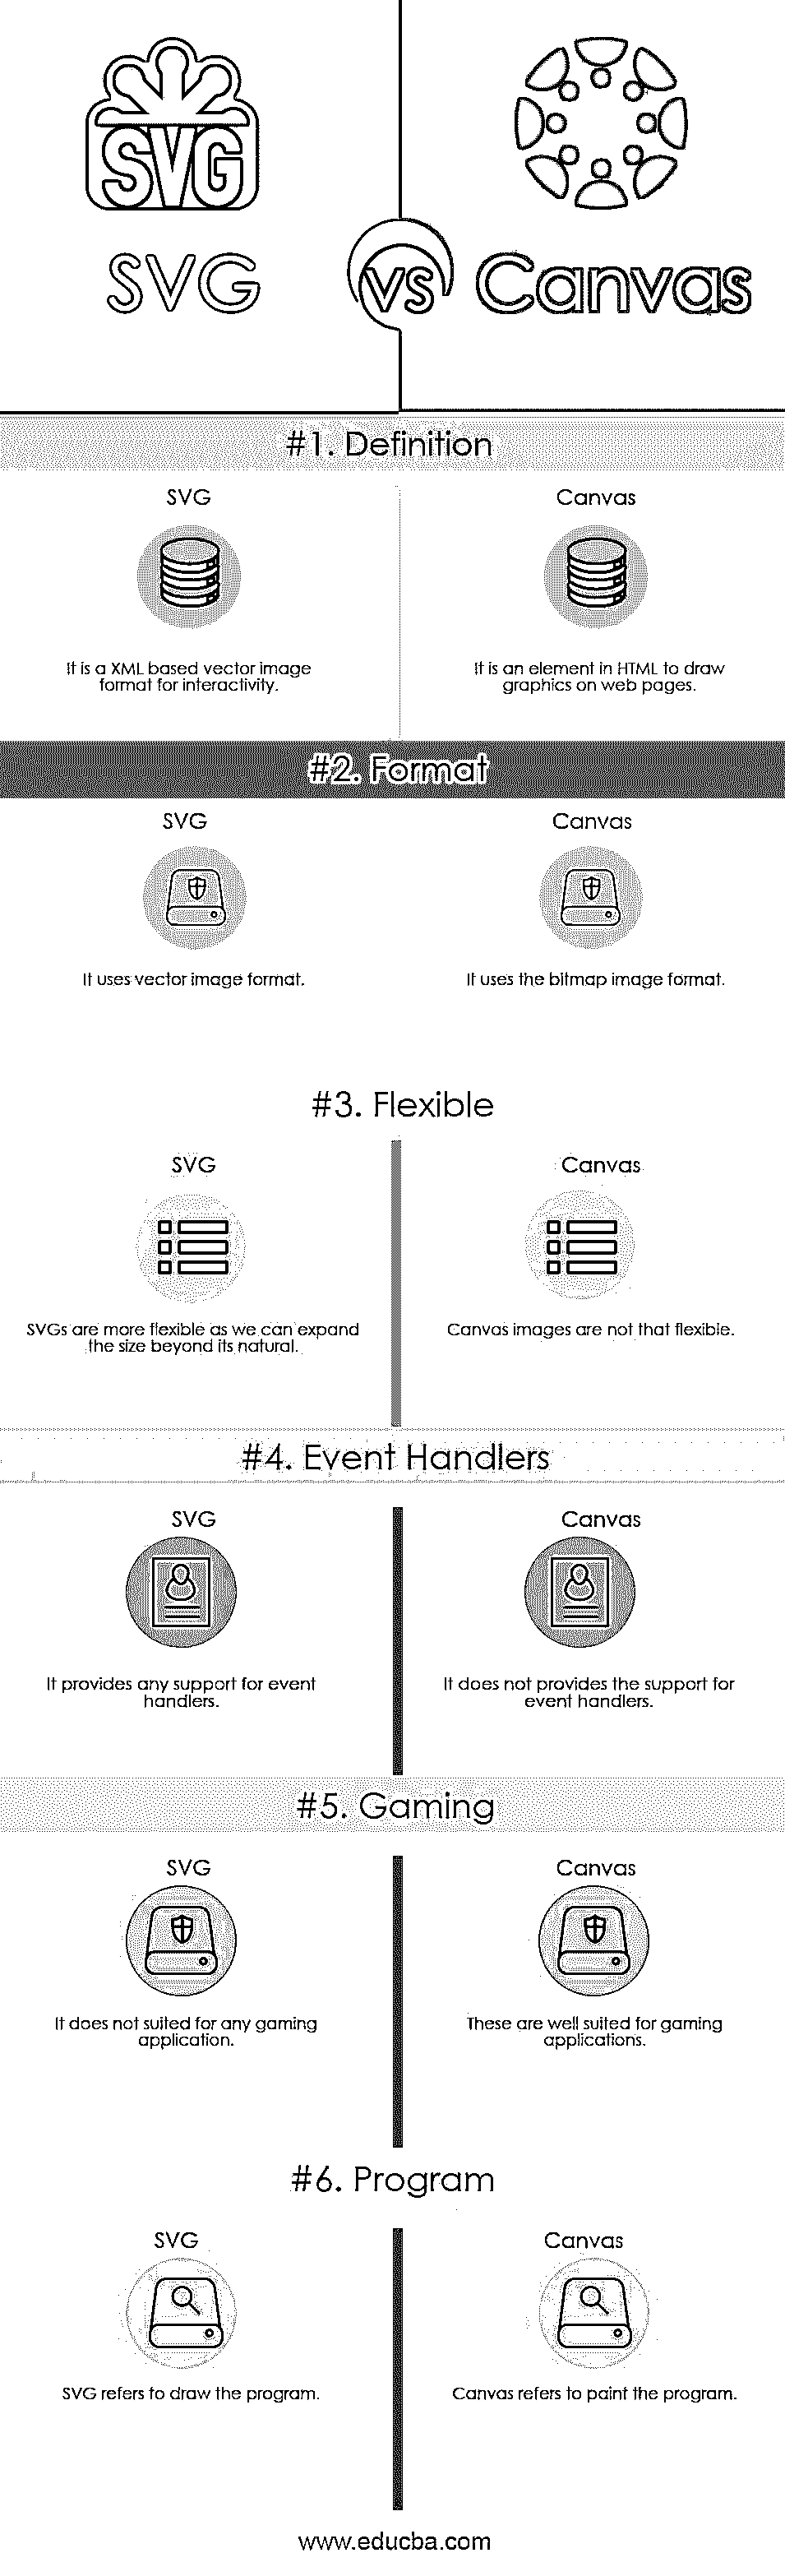 SVG
SVG
vs
Canvas
#1. Definition
SVG
Canvas
It is a XML based vector image
format for interactivity.
It is an element in HTML to draw
graphics on web pages.
#2. Format
SVG
Canvas
It uses vector image format.
It uses the bitmap image format.
#3. Flexible
SVG
Canvas
SVGs are more flexible as we can expand
the size beyond its natural.
Canvas images are not that flexible.
#4. Event Handlers
SVG
Canvas
It provides any support for event
handlers.
It does not provides the support for
event handlers.
#5. Gaming
SVG
Canvas
It does not suited for any gaming
application.
These are well suited for gaming
applications.
#6. Program
SVG
Canvas
SVG refers to draw the program.
Canvas refers to paint the program.
www.educba.com